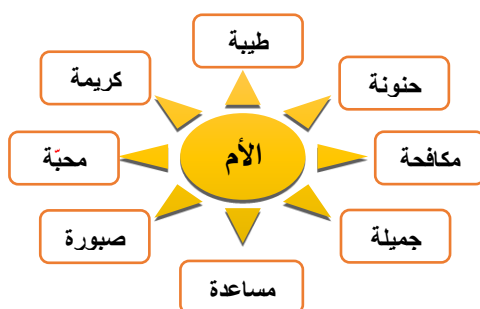 طيبة
كريمة
حنونة
محبّة
الأم
مكافحة
صبورة
جميلة
مساعدة